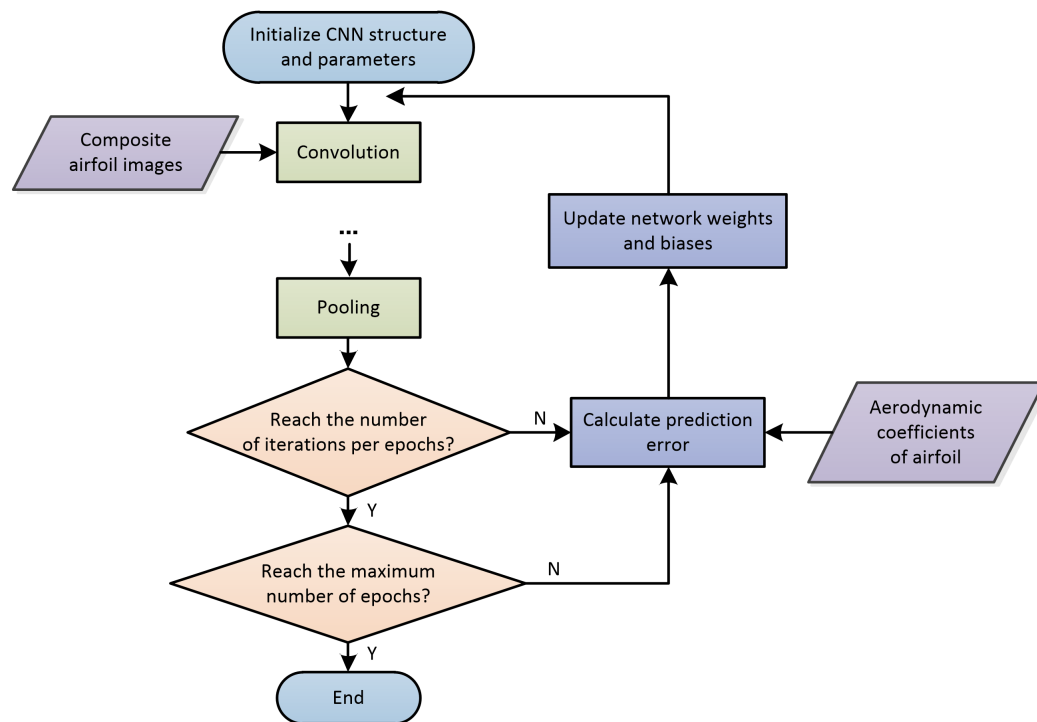 Initialize CNN structure
and parameters
Composite
airfoil images
Convolution
Update network weights
and biases
...
Pooling
Reach the number
of iterations per epochs?
N
Calculate prediction
error
Aerodynamic
coefficients
of airfoil
Y
Reach the maximum
number of epochs?
N
Y
End